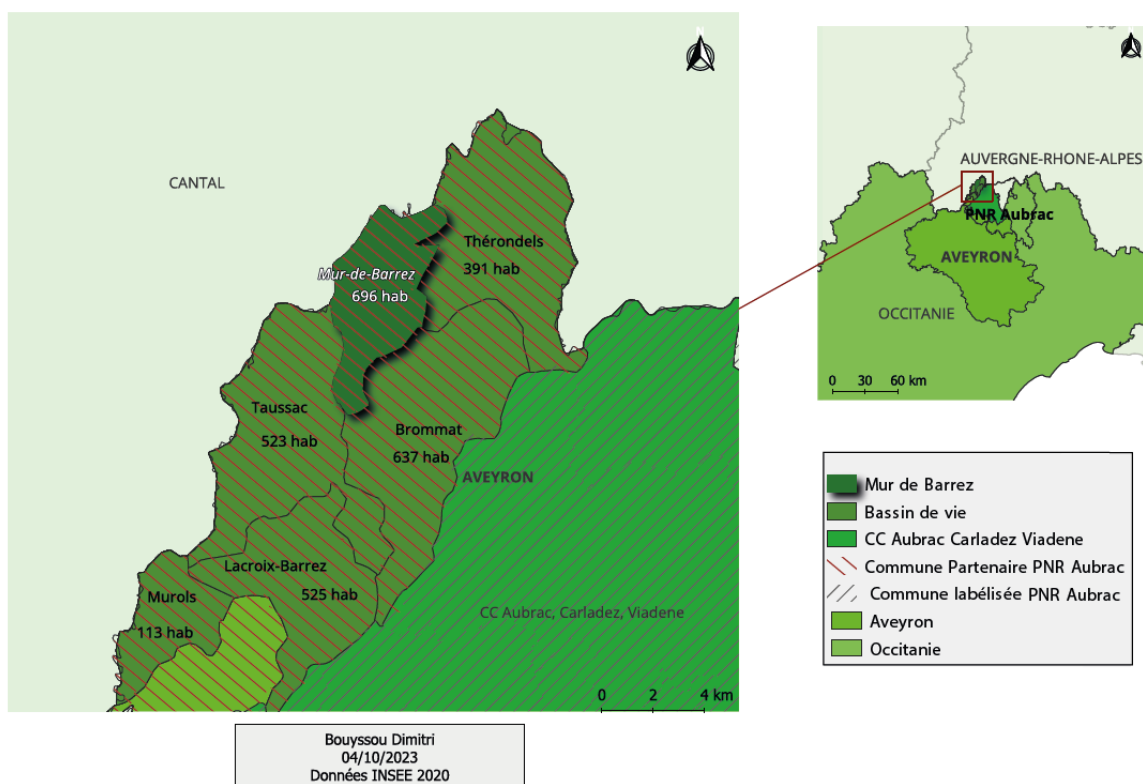 CANTAL
Thérondels
391 hab
Mur-de-Barrez
696 hab
Taussac
523 hab
Brommat
637 hab
AVEYRON
Lacroix-Barrez
525 hab
Murols
113 hab
CC Aubrac, Carladez, Viadene
0 2 4 km
N
AUVERGNE-RHONE-ALPES
PNR Aubrac
AVEYRON
OCCITANIE
0 30 60 km
Mur de Barrez
Bassin de vie
CC Aubrac Carladez Viadene
Commune Partenaire PNR Aubrac
Commune labélisée PNR Aubrac
Aveyron
Occitanie
Bouyssou Dimitri
04/10/2023
Données INSEE 2020